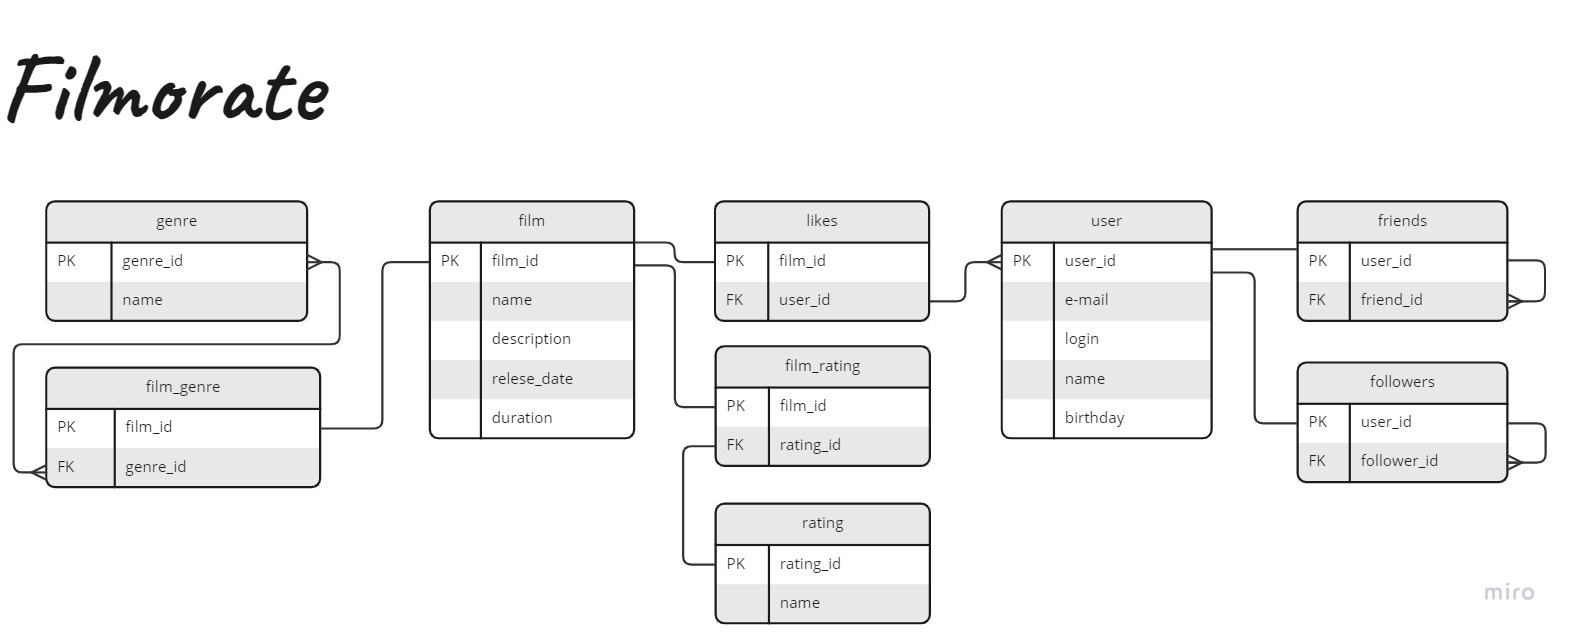 Filmorate
genre
PK genre_id
name
film_genre
PK film_id
FK genre_id
film
PK film_id
name
description
relese_date
duration
likes
PK film_id
FK user_id
film_rating
PK film_id
FK rating_id
rating
PK rating_id
name
user
PK user_id
e-mail
login
name
birthday
friends
PK user_id
FK friend_id
followers
PK user_id
FK follower_id
miro